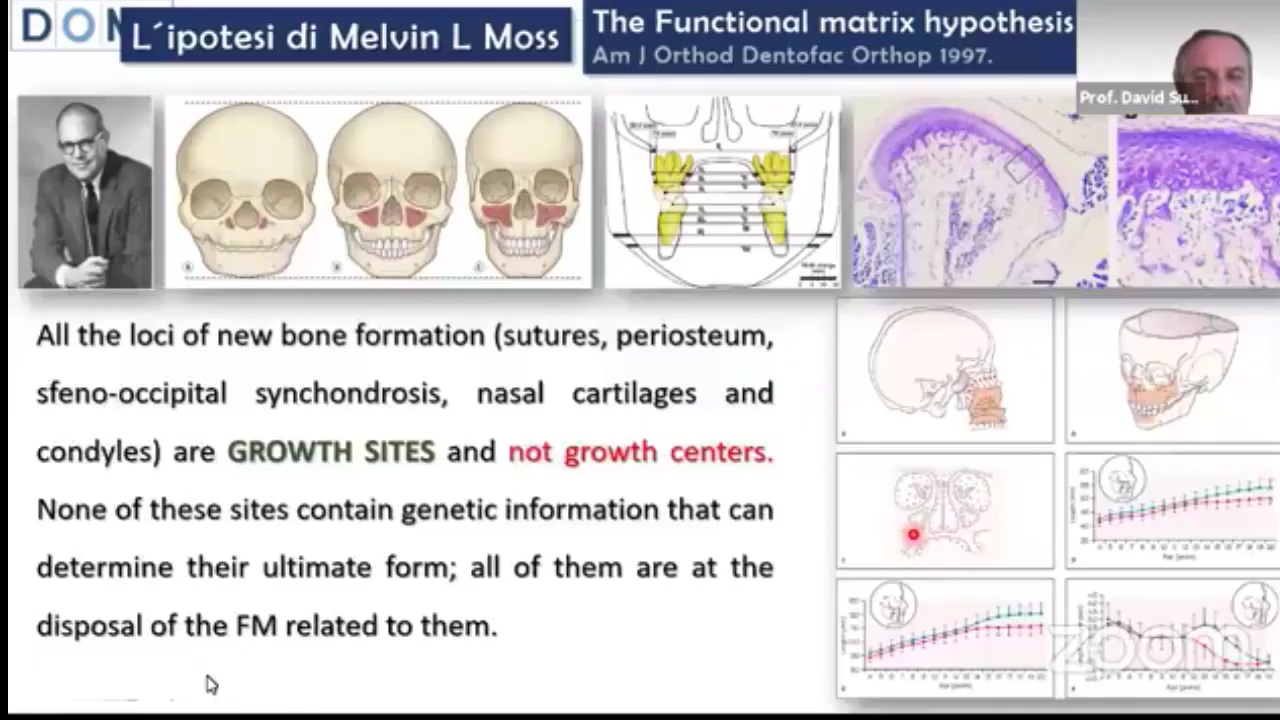 DOM
L´ipotesi di Melvin L Moss
The Functional matrix hypothesis
Am J Orthod Dentofac Orthop 1997.
Prof. David Su...
All the loci of new bone formation (sutures, periosteum,
sfeno-occipital synchondrosis, nasal cartilages and
condyles) are GROWTH SITES and not growth centers.
None of these sites contain genetic information that can
determine their ultimate form; all of them are at the
disposal of the FM related to them.
zoom